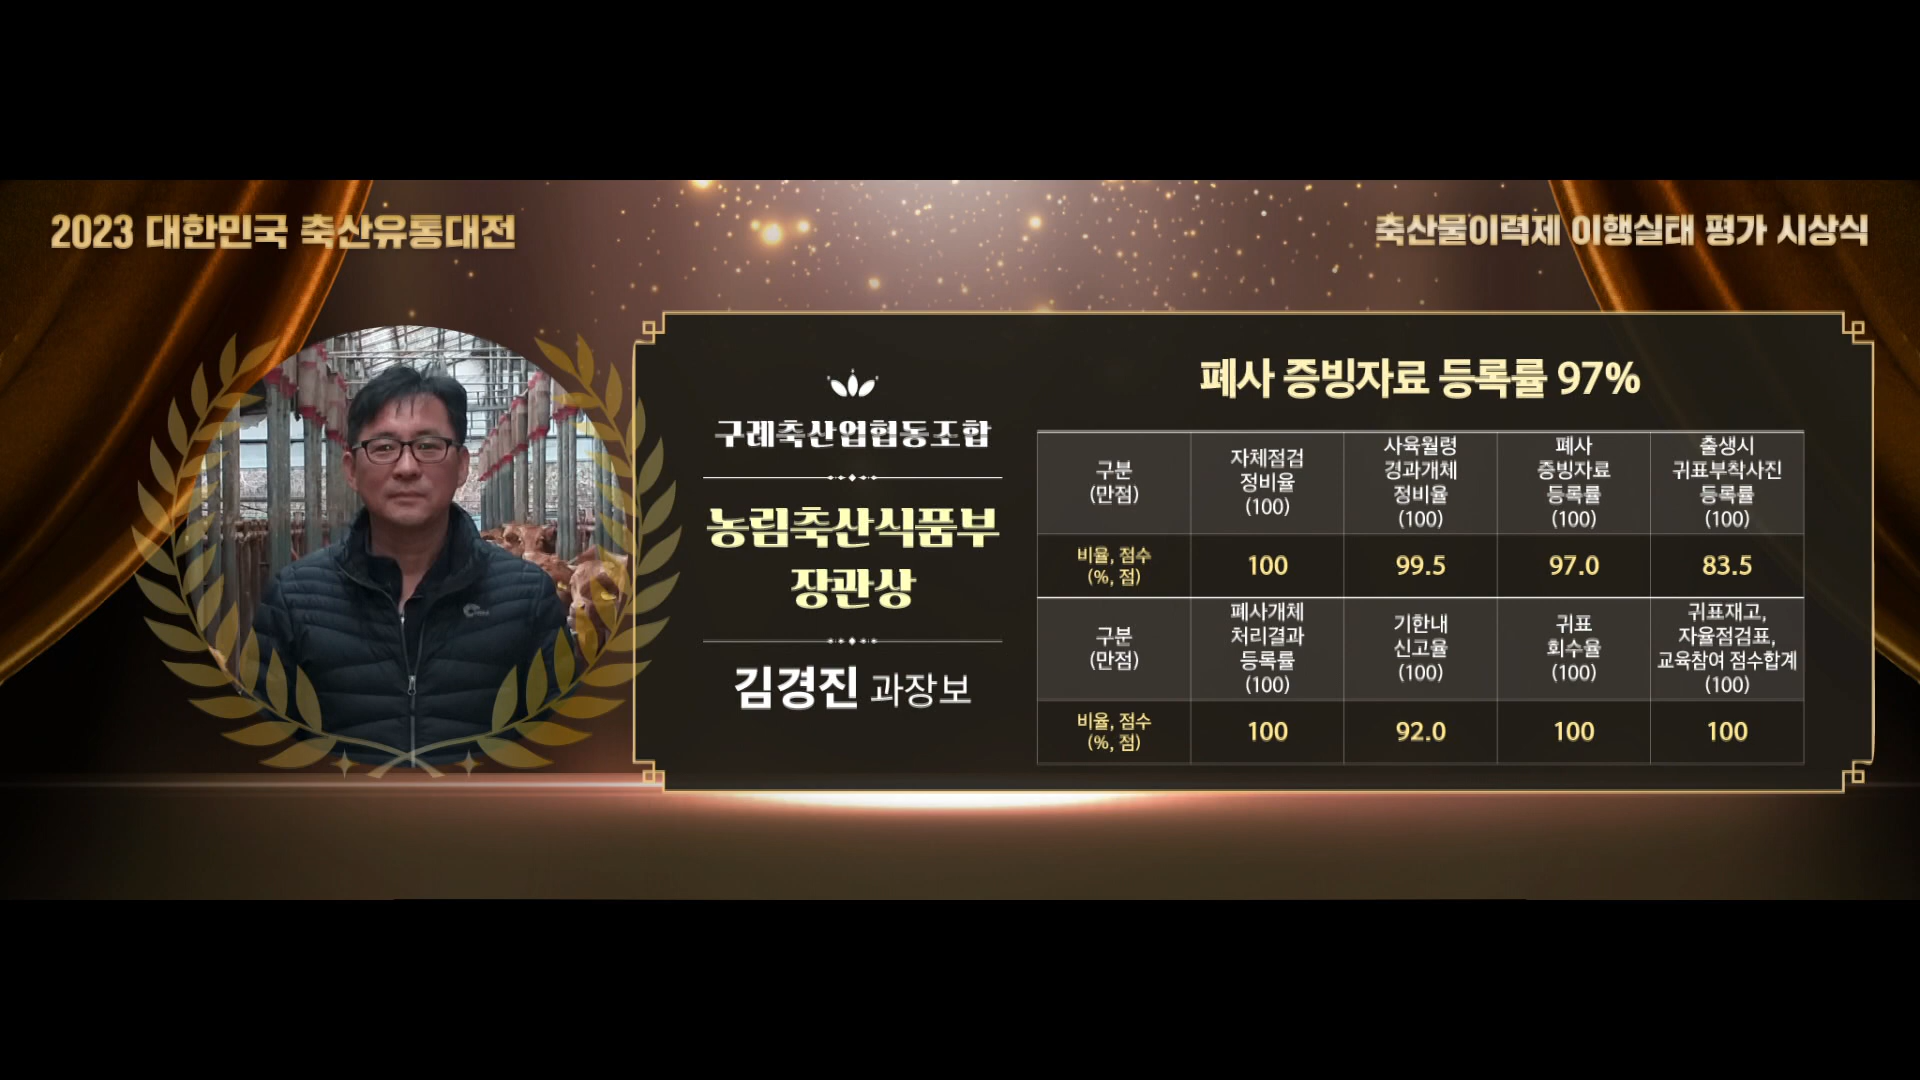 2023 대한민국 축산유통대전
축산물이력제 이행실태 평가 시상식
구례축산업협동조합
농림축산식품부
장관상
김경진 과장보
폐사 증빙자료 등록률 97%
구분
(만점)
자체점검
정비율
(100)
사육월령
경과개체
정비율
(100)
폐사
증빙자료
등록률
(100)
출생시
귀표부착사진
등록률
(100)
비율, 점수
(%, 점)
100
99.5
97.0
83.5
구분
(만점)
폐사개체
처리결과
등록률
(100)
기한내
신고율
(100)
귀표
회수율
(100)
귀표재고,
자율점검표,
교육참여 점수합계
(100)
비율, 점수
(%, 점)
100
92.0
100
100